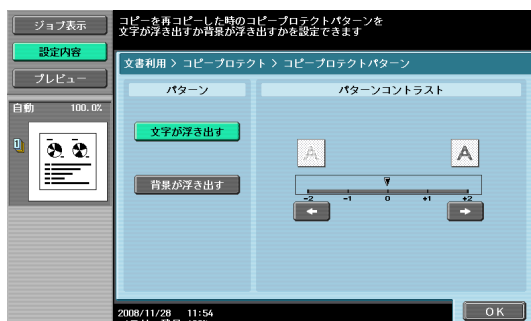 ジョブ表示
設定内容
プレビュー
自動 100.0%
コピーを再コピーした時のコピープロテクトパターンを
文字が浮き出すか背景が浮き出すかを設定できます
文書利用 > コピープロテクト > コピープロテクトパターン
パターン
文字が浮き出す
背景が浮き出す
パターンコントラスト
A A
-2 -1 0 +1 +2
2008/11/28 11:54
OK